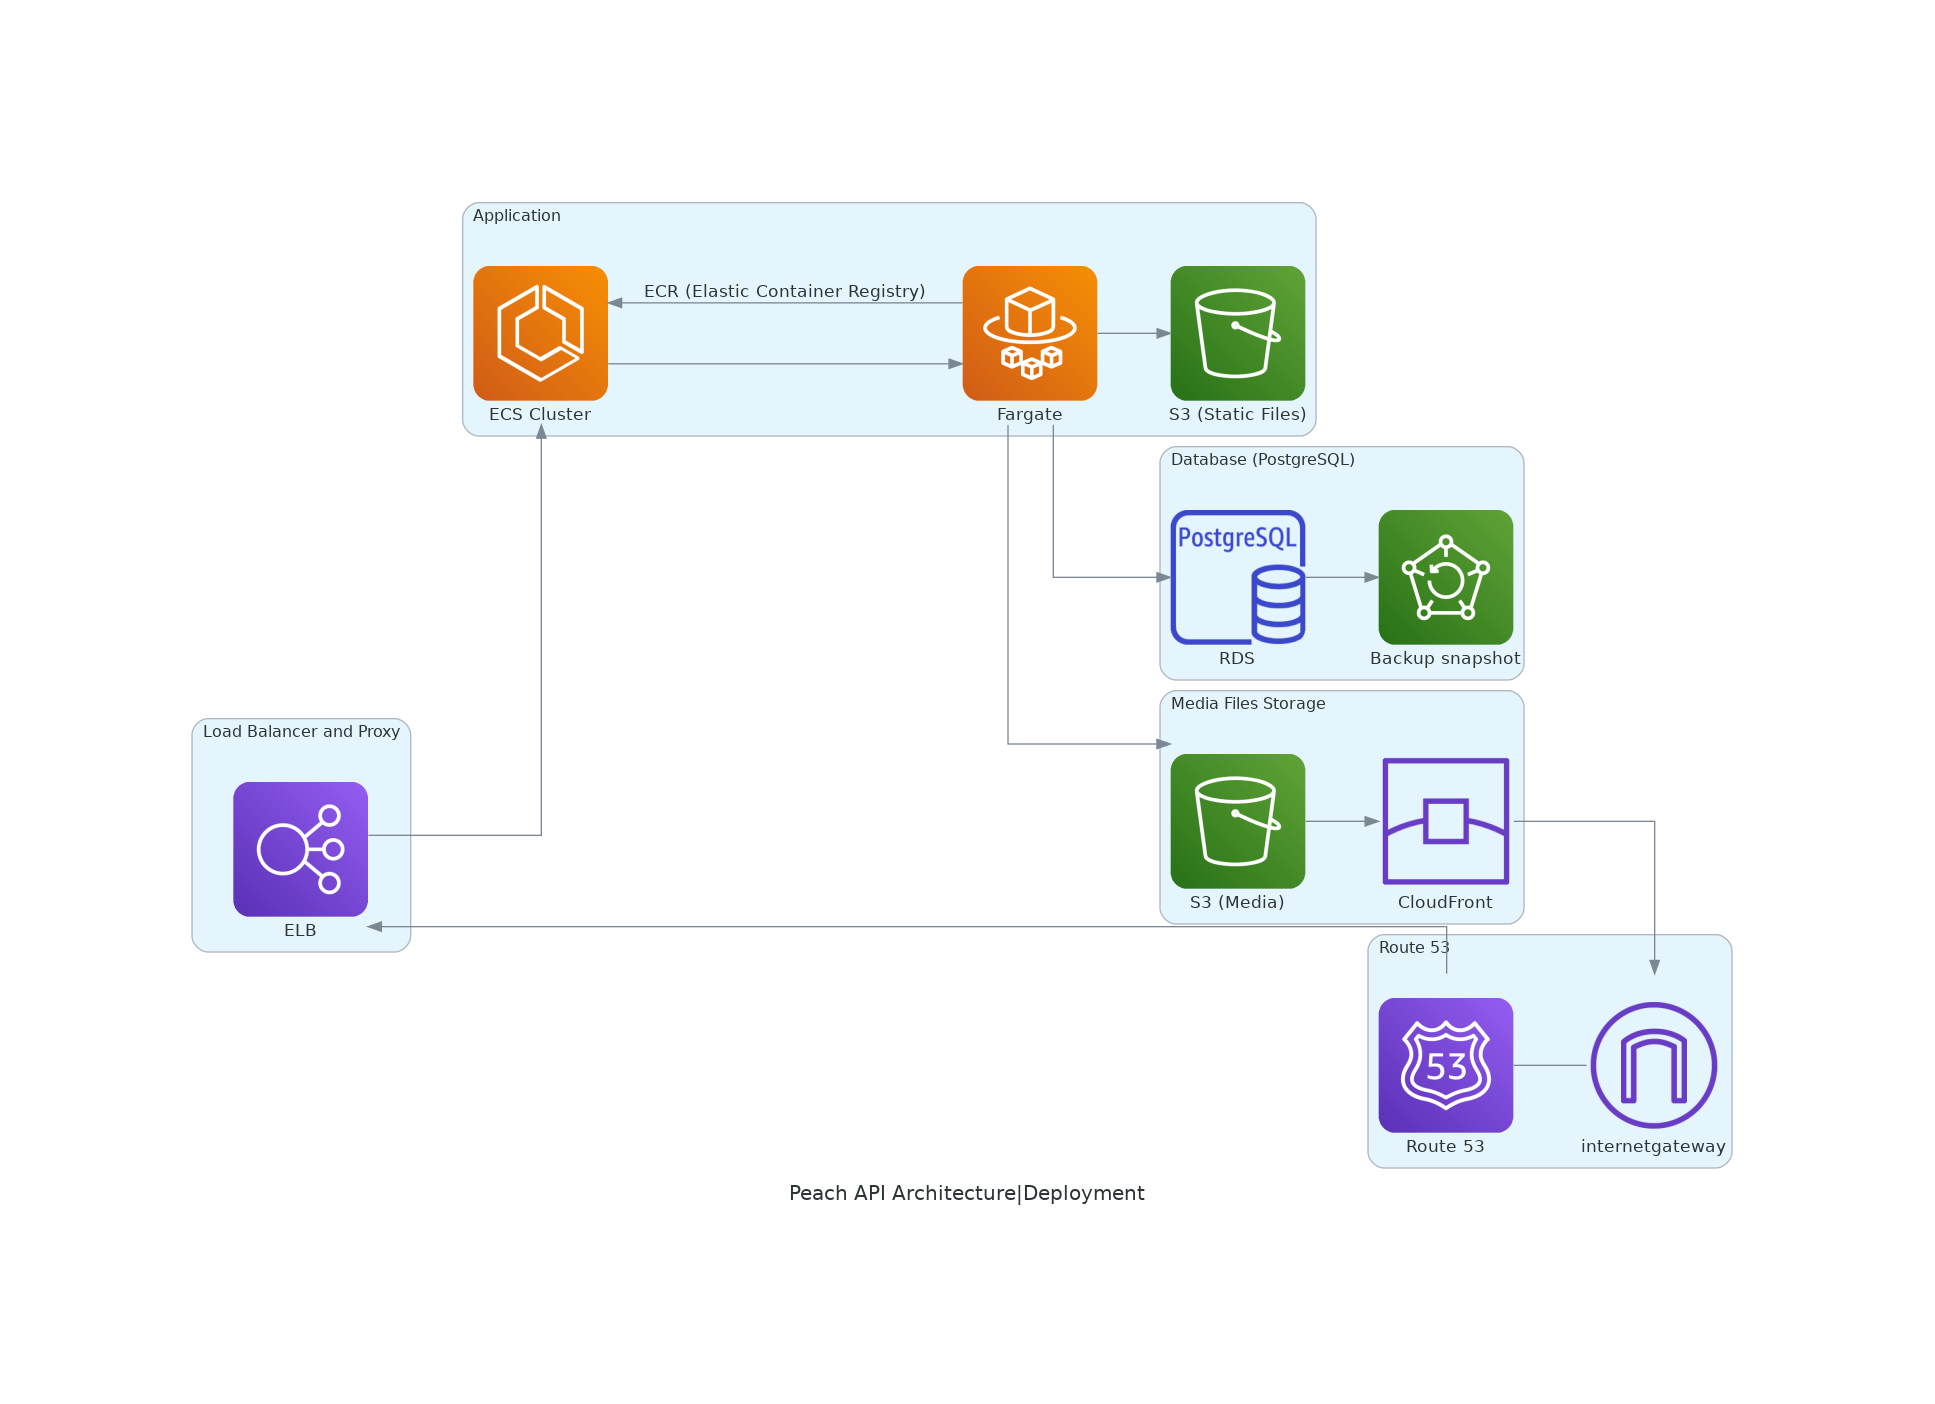 Application
ECR (Elastic Container Registry)
ECS Cluster
Fargate
S3 (Static Files)
Database (PostgreSQL)
PostgreSQL
RDS
Backup snapshot
Media Files Storage
S3 (Media)
CloudFront
Load Balancer and Proxy
ELB
Route 53
53
Route 53
internetgateway
Peach API Architecture|Deployment